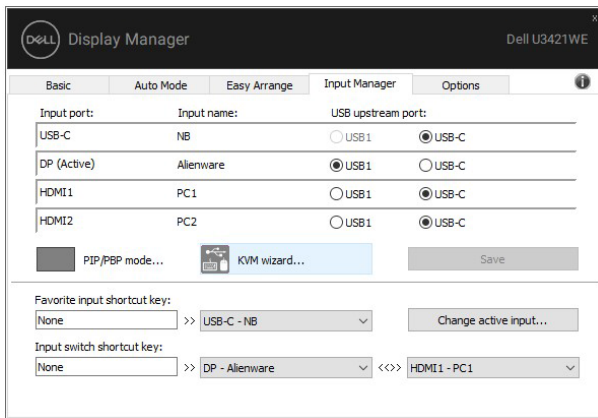 x
DELL Display Manager Dell U3421WE
Basic Auto Mode Easy Arrange Input Manager Options i
Input port: Input name: USB upstream port:
USB-C NB USB1 USB-C
DP (Active) Alienware USB1 USB-C
HDMI1 PC1 USB1 USB-C
HDMI2 PC2 USB1 USB-C
PIP/PBP mode... KVM wizard... Save
Favorite input shortcut key:
None >> USB-C - NB Change active input...
Input switch shortcut key:
None >> DP - Alienware <<>> HDMI1 - PC1